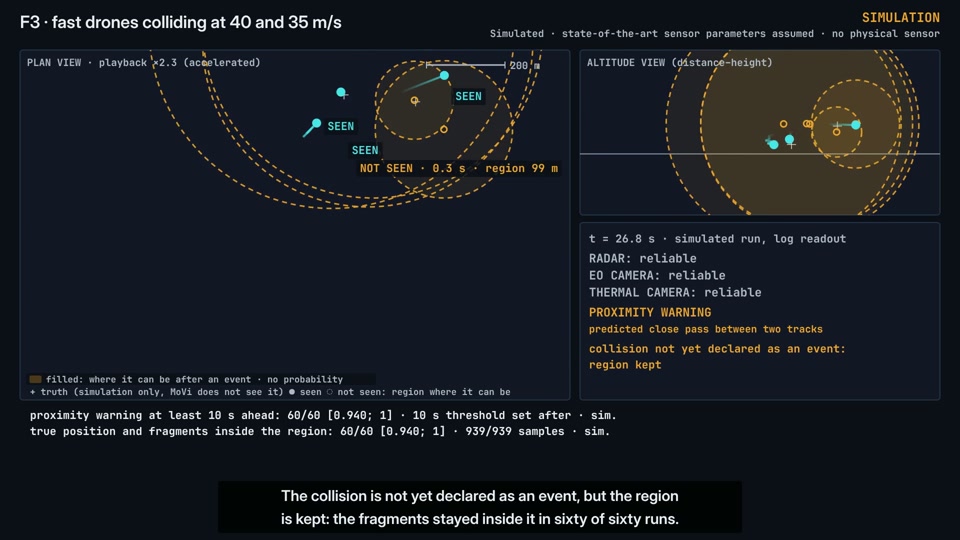 F3 · fast drones colliding at 40 and 35 m/s
SIMULATION
Simulated · state-of-the-art sensor parameters assumed · no physical sensor
PLAN VIEW · playback ×2.3 (accelerated)
200 m
SEEN
SEEN
SEEN
NOT SEEN · 0.3 s · region 99 m
filled: where it can be after an event · no probability
+ truth (simulation only, MoVi does not see it) ● seen ○ not seen: region where it can be
ALTITUDE VIEW (distance-height)
t = 26.8 s · simulated run, log readout
RADAR: reliable
EO CAMERA: reliable
THERMAL CAMERA: reliable
PROXIMITY WARNING
predicted close pass between two tracks
collision not yet declared as an event:
region kept
proximity warning at least 10 s ahead: 60/60 [0.940; 1] · 10 s threshold set after · sim.
true position and fragments inside the region: 60/60 [0.940; 1] · 939/939 samples · sim.
The collision is not yet declared as an event, but the region
is kept: the fragments stayed inside it in sixty of sixty runs.